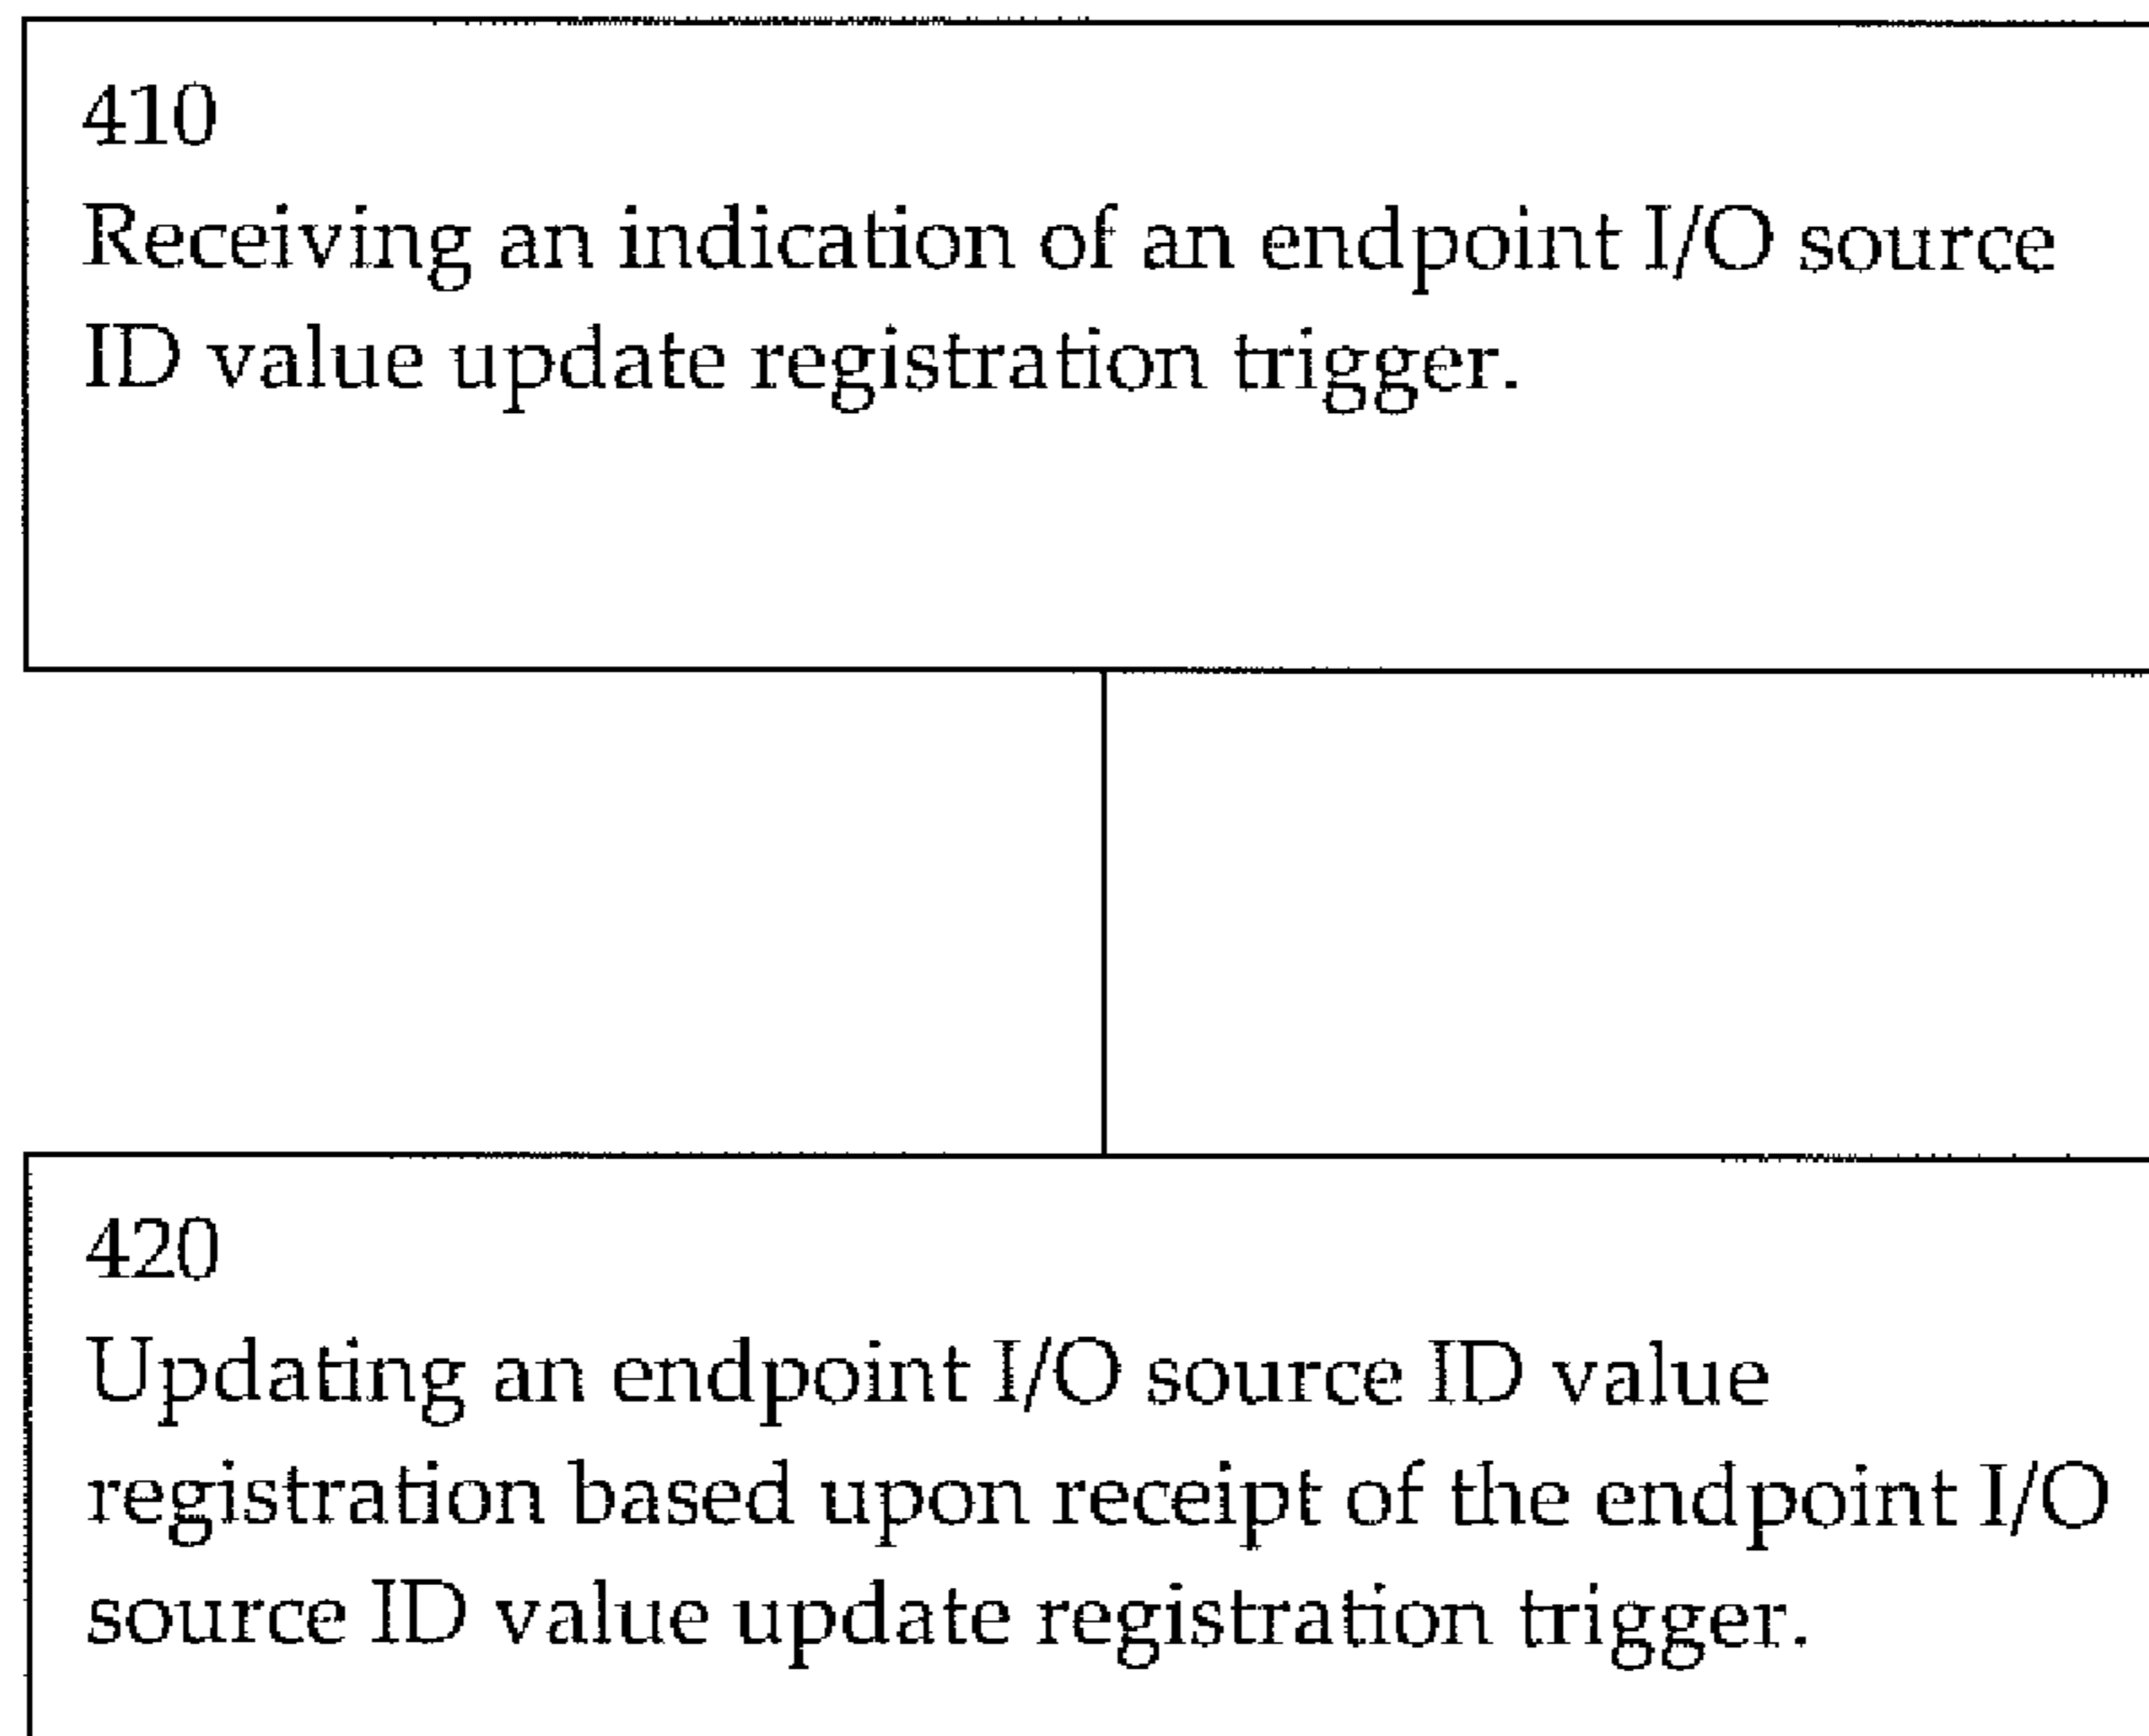 410
Receiving an indication of an endpoint I/O source
ID value update registration trigger.
420
Updating an endpoint I/O source ID value
registration based upon receipt of the endpoint I/O
source ID value update registration trigger.